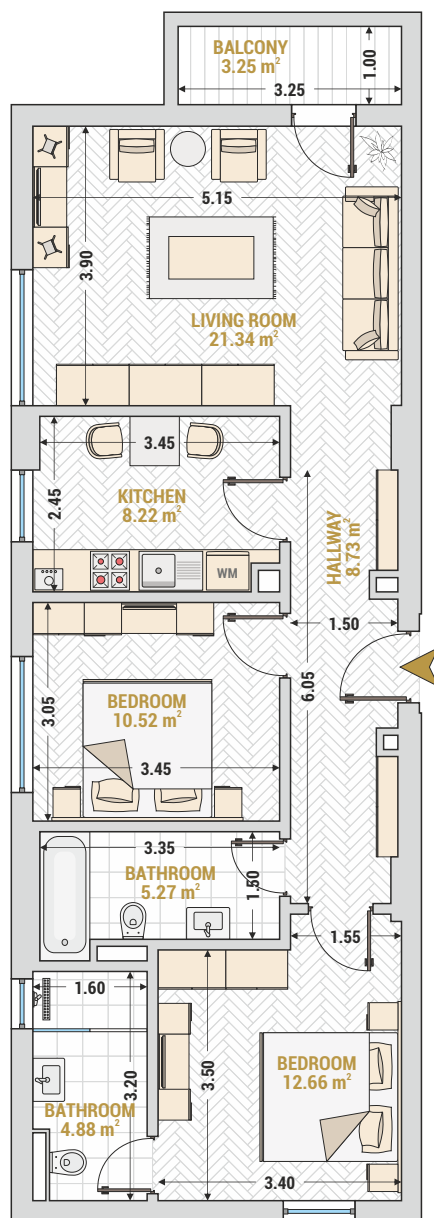 BALCONY
3.25 m²
3.25
1.00
5.15
3.90
LIVING ROOM
21.34 m²
3.45
2.45
KITCHEN
8.22 m²
WM
HALLWAY
8.73 m²
1.50
6.05
3.05
BEDROOM
10.52 m²
3.45
3.35
BATHROOM
5.27 m²
1.50
1.55
1.60
3.20
3.50
BATHROOM
4.88 m²
BEDROOM
12.66 m²
3.40